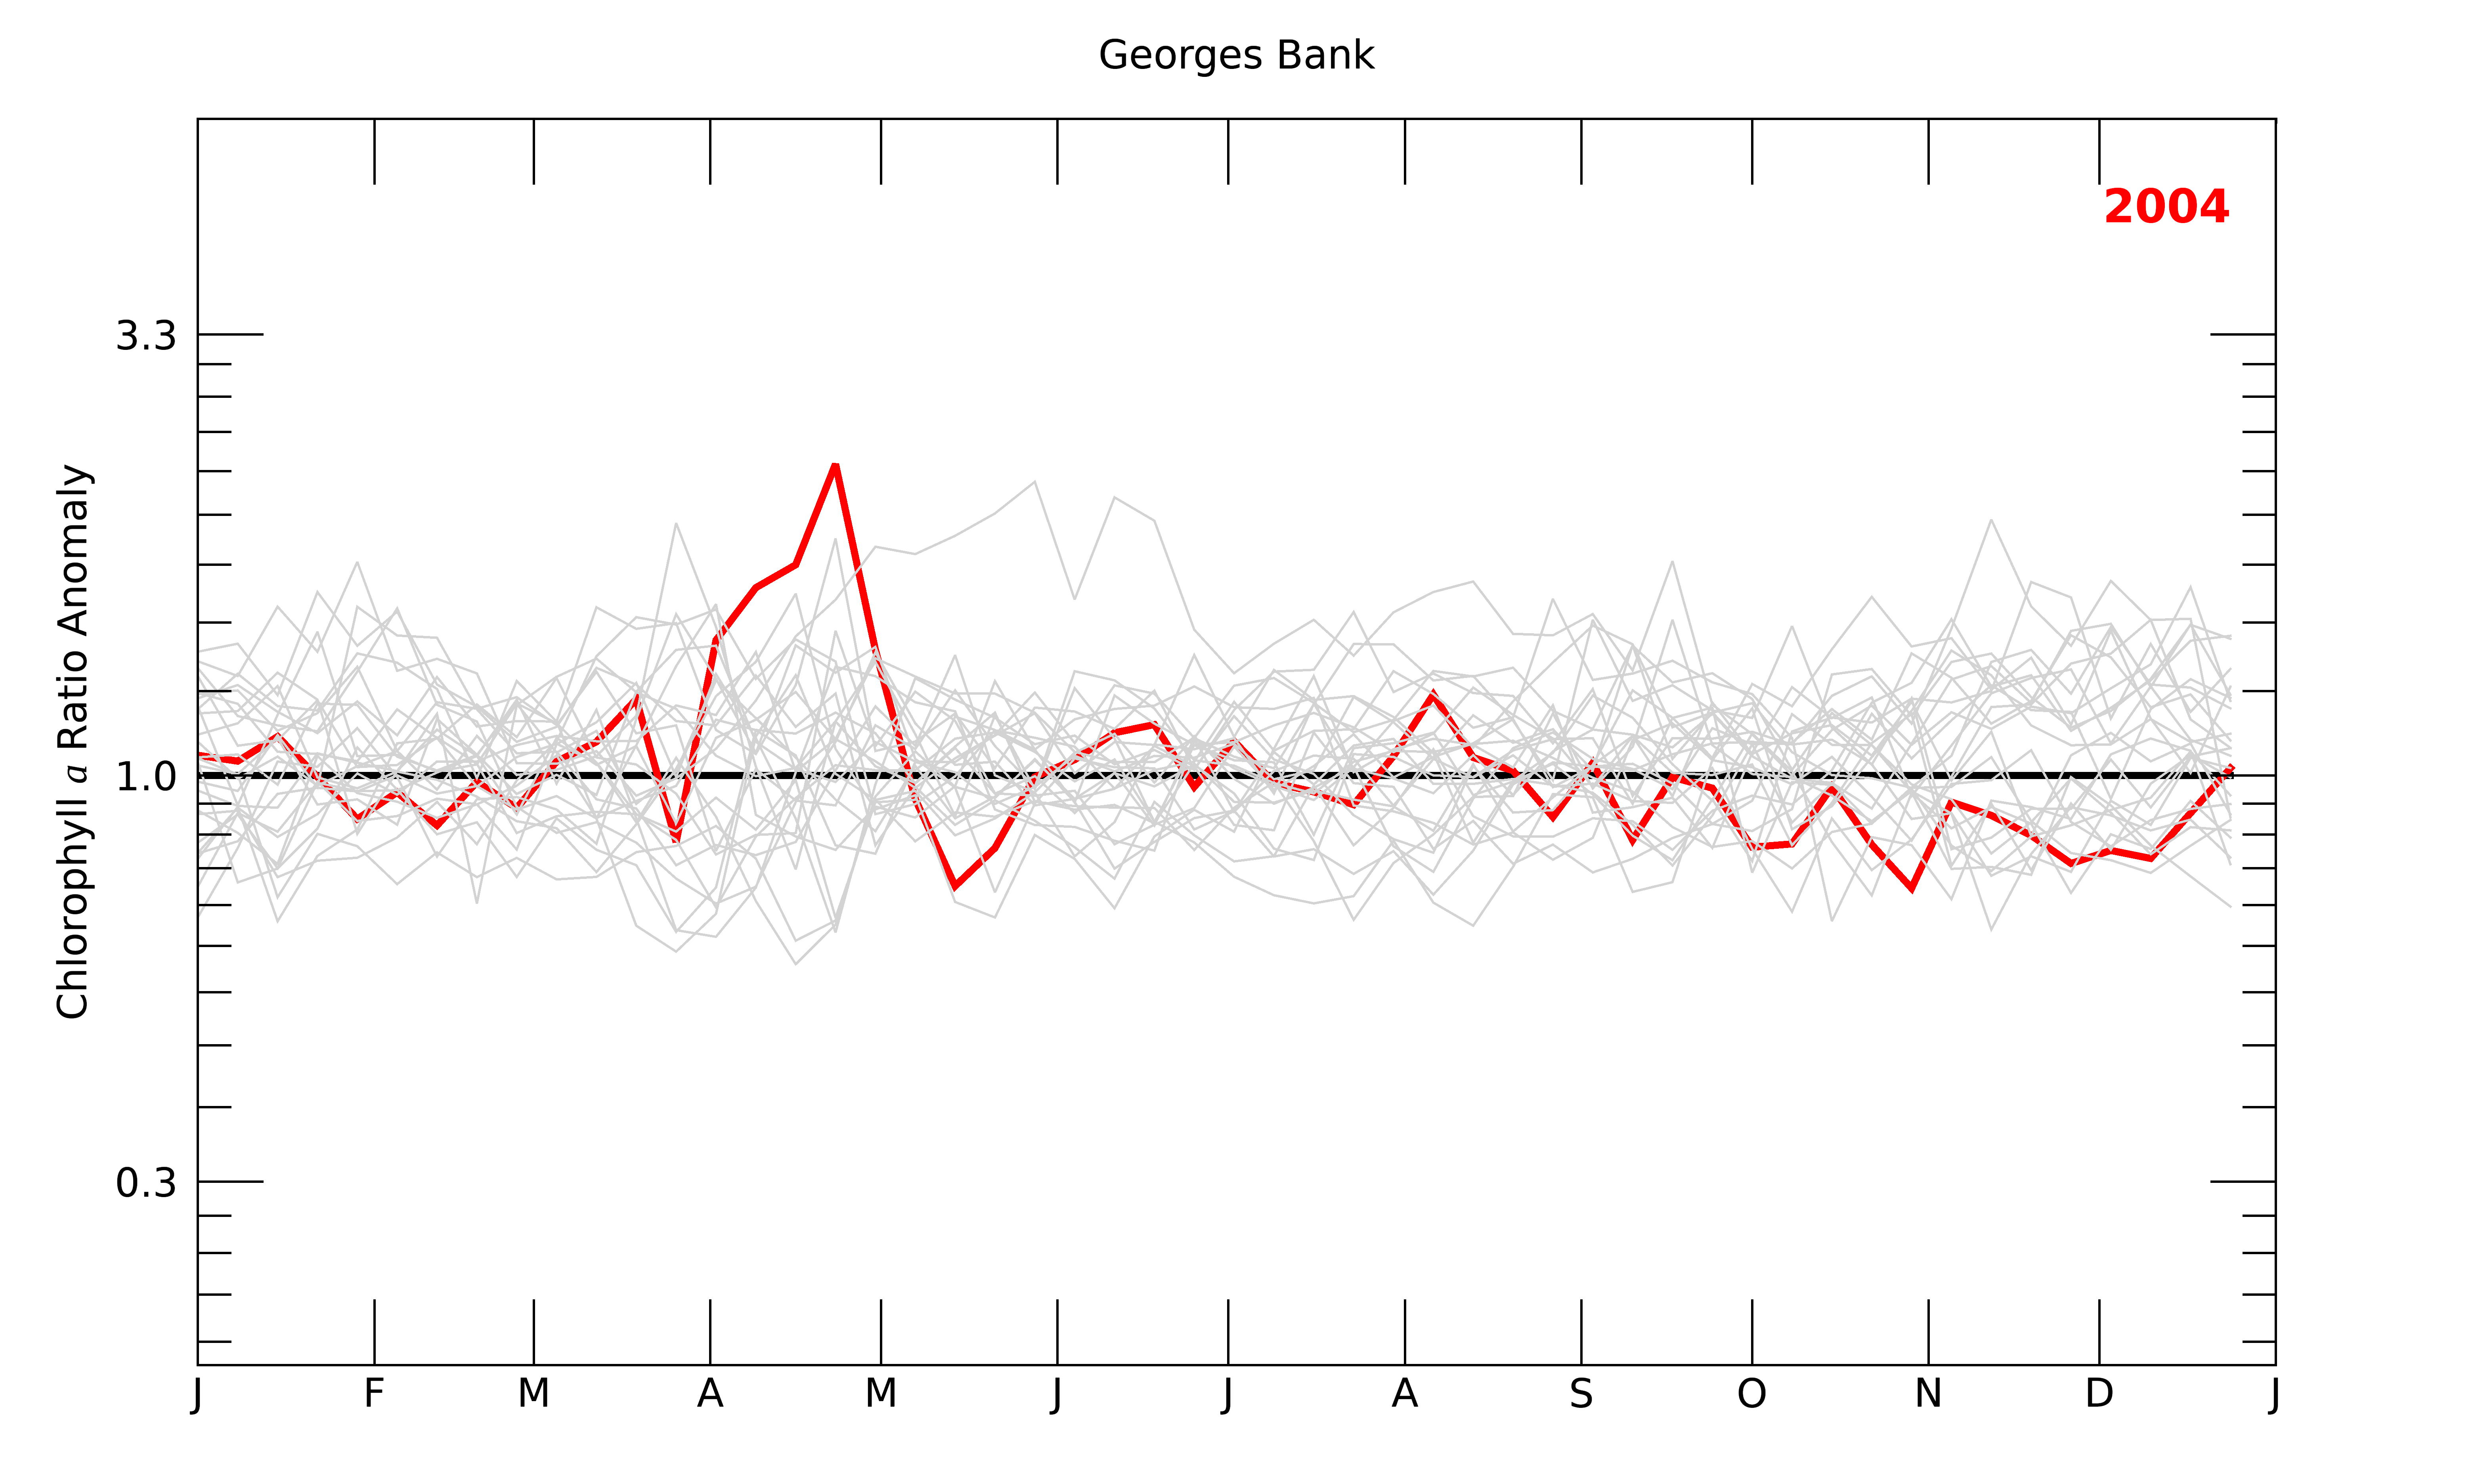 Georges Bank
2004
Chlorophyll a Ratio Anomaly
3.3
1.0
0.3
J F M A M J J A S O N D J